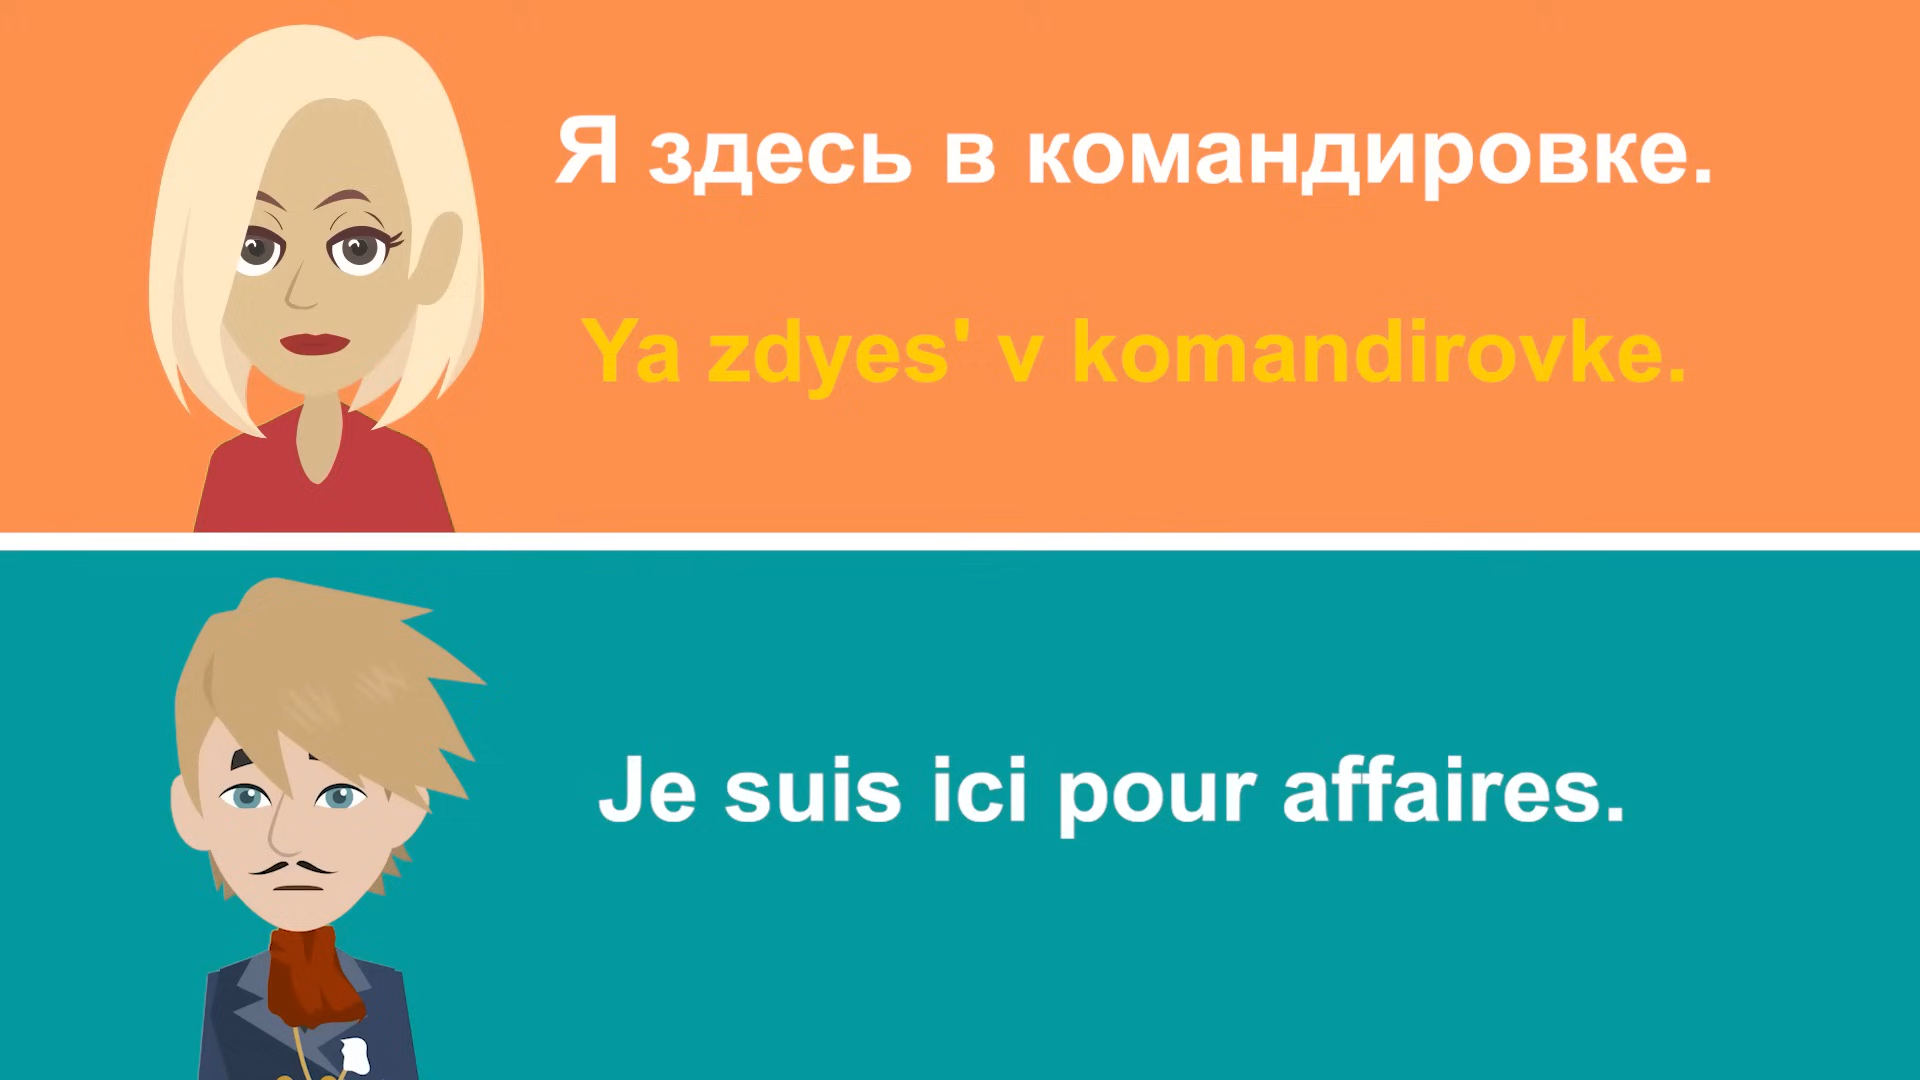 Я здесь в командировке.
Ya zdyes' v komandirovke.
Je suis ici pour affaires.